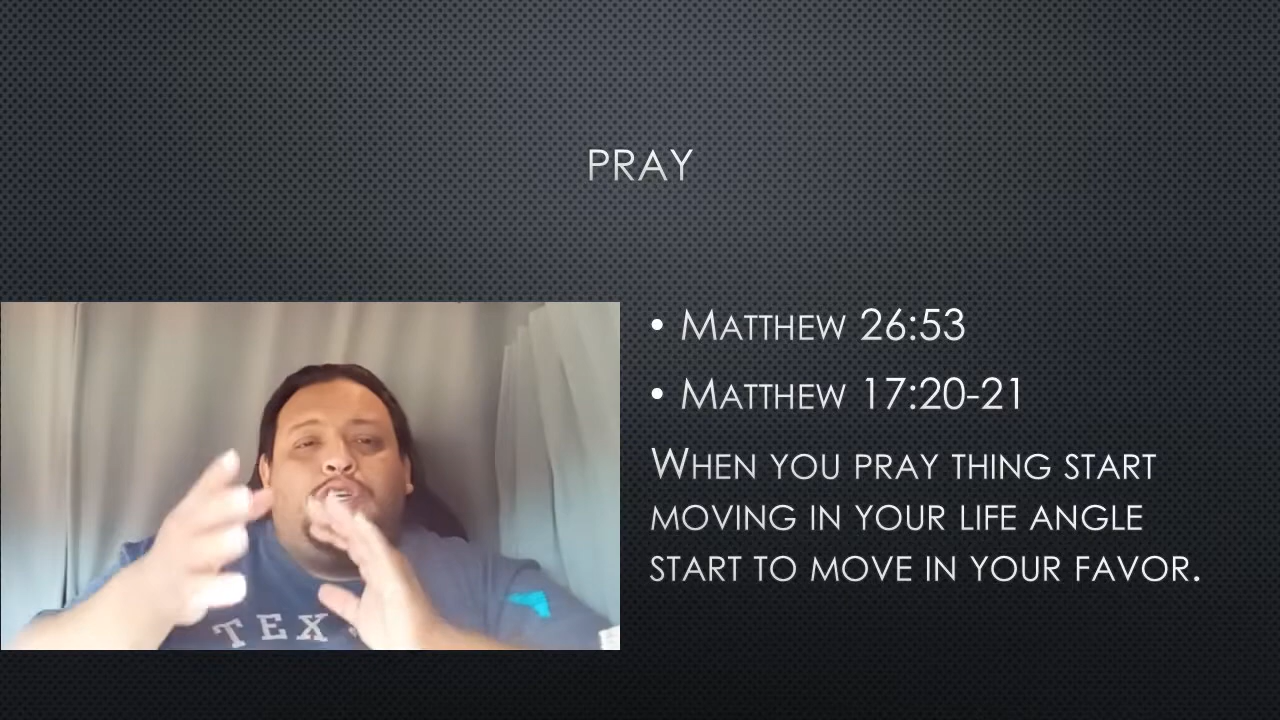 PRAY
• MATTHEW 26:53
• MATTHEW 17:20-21
WHEN YOU PRAY THING START
MOVING IN YOUR LIFE ANGLE
START TO MOVE IN YOUR FAVOR.
TEX